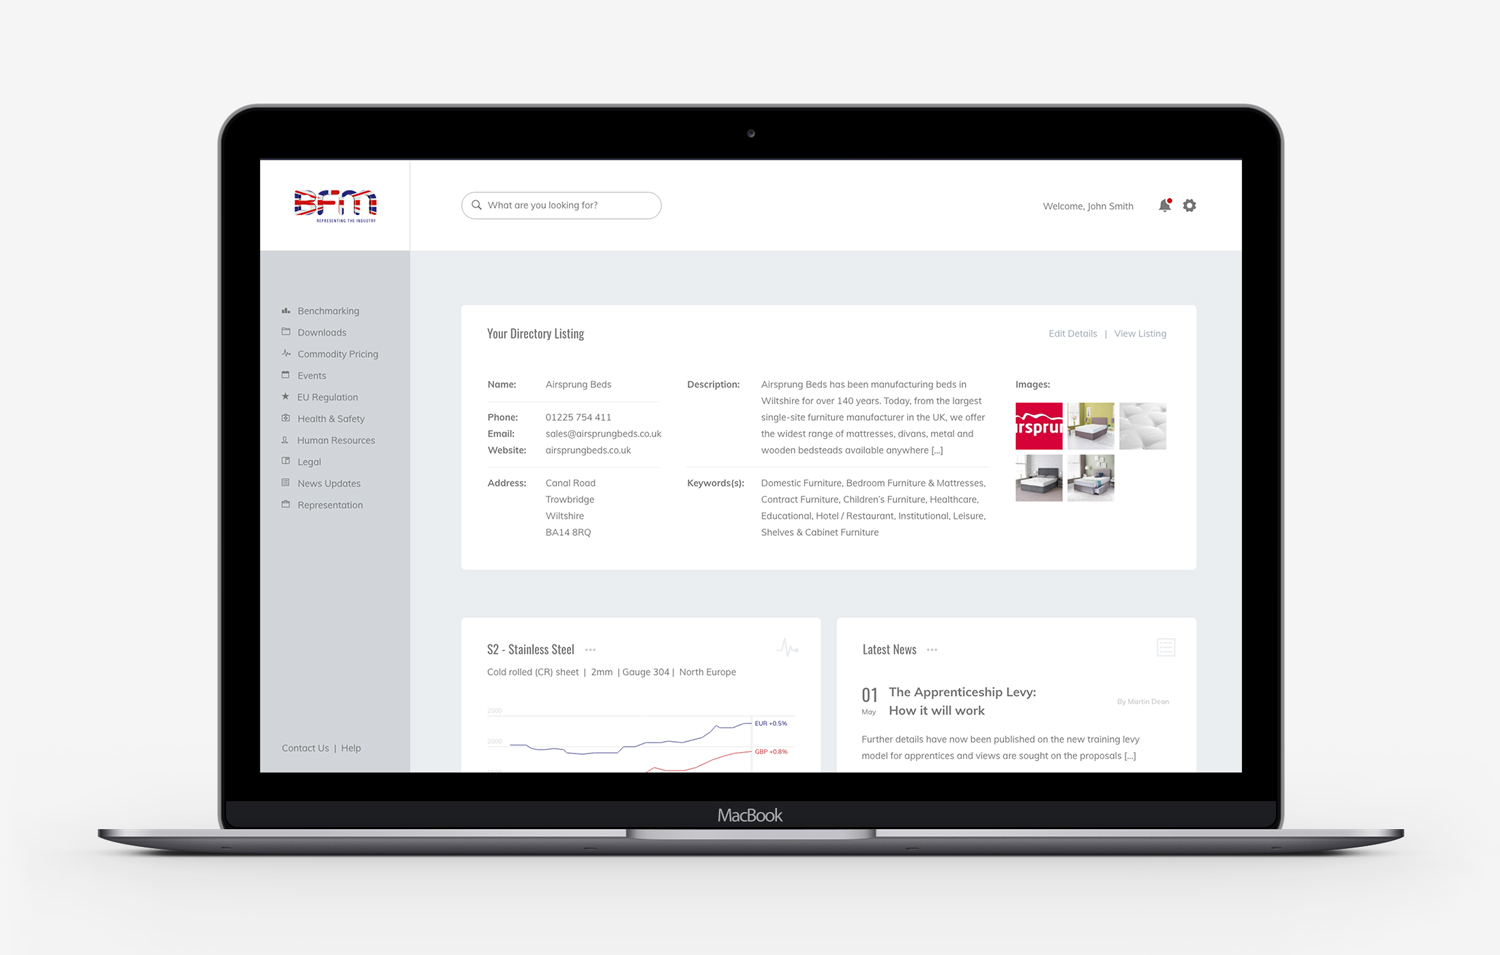 BFM
REPRESENTING THE INDUSTRY
What are you looking for?
Welcome, John Smith
Benchmarking
Downloads
Commodity Pricing
Events
EU Regulation
Health & Safety
Human Resources
Legal
News Updates
Representation
Contact Us | Help
Your Directory Listing
Edit Details | View Listing
Name: Airsprung Beds
Phone: 01225 754 411
Email: sales@airsprungbeds.co.uk
Website: airsprungbeds.co.uk
Address: Canal Road
Trowbridge
Wiltshire
BA14 8RQ
Description: Airsprung Beds has been manufacturing beds in
Wiltshire for over 140 years. Today, from the largest
single-site furniture manufacturer in the UK, we offer
the widest range of mattresses, divans, metal and
wooden bedsteads available anywhere [...]
Keywords(s): Domestic Furniture, Bedroom Furniture & Mattresses,
Contract Furniture, Children's Furniture, Healthcare,
Educational, Hotel / Restaurant, Institutional, Leisure,
Shelves & Cabinet Furniture
Images:
irsprun
S2 - Stainless Steel
Cold rolled (CR) sheet | 2mm | Gauge 304 | North Europe
2500
2000
EUR +0.5%
GBP +0.8%
Latest News
01
May
The Apprenticeship Levy:
How it will work
By Martin Dean
Further details have now been published on the new training levy
model for apprentices and views are sought on the proposals [...]
MacBook